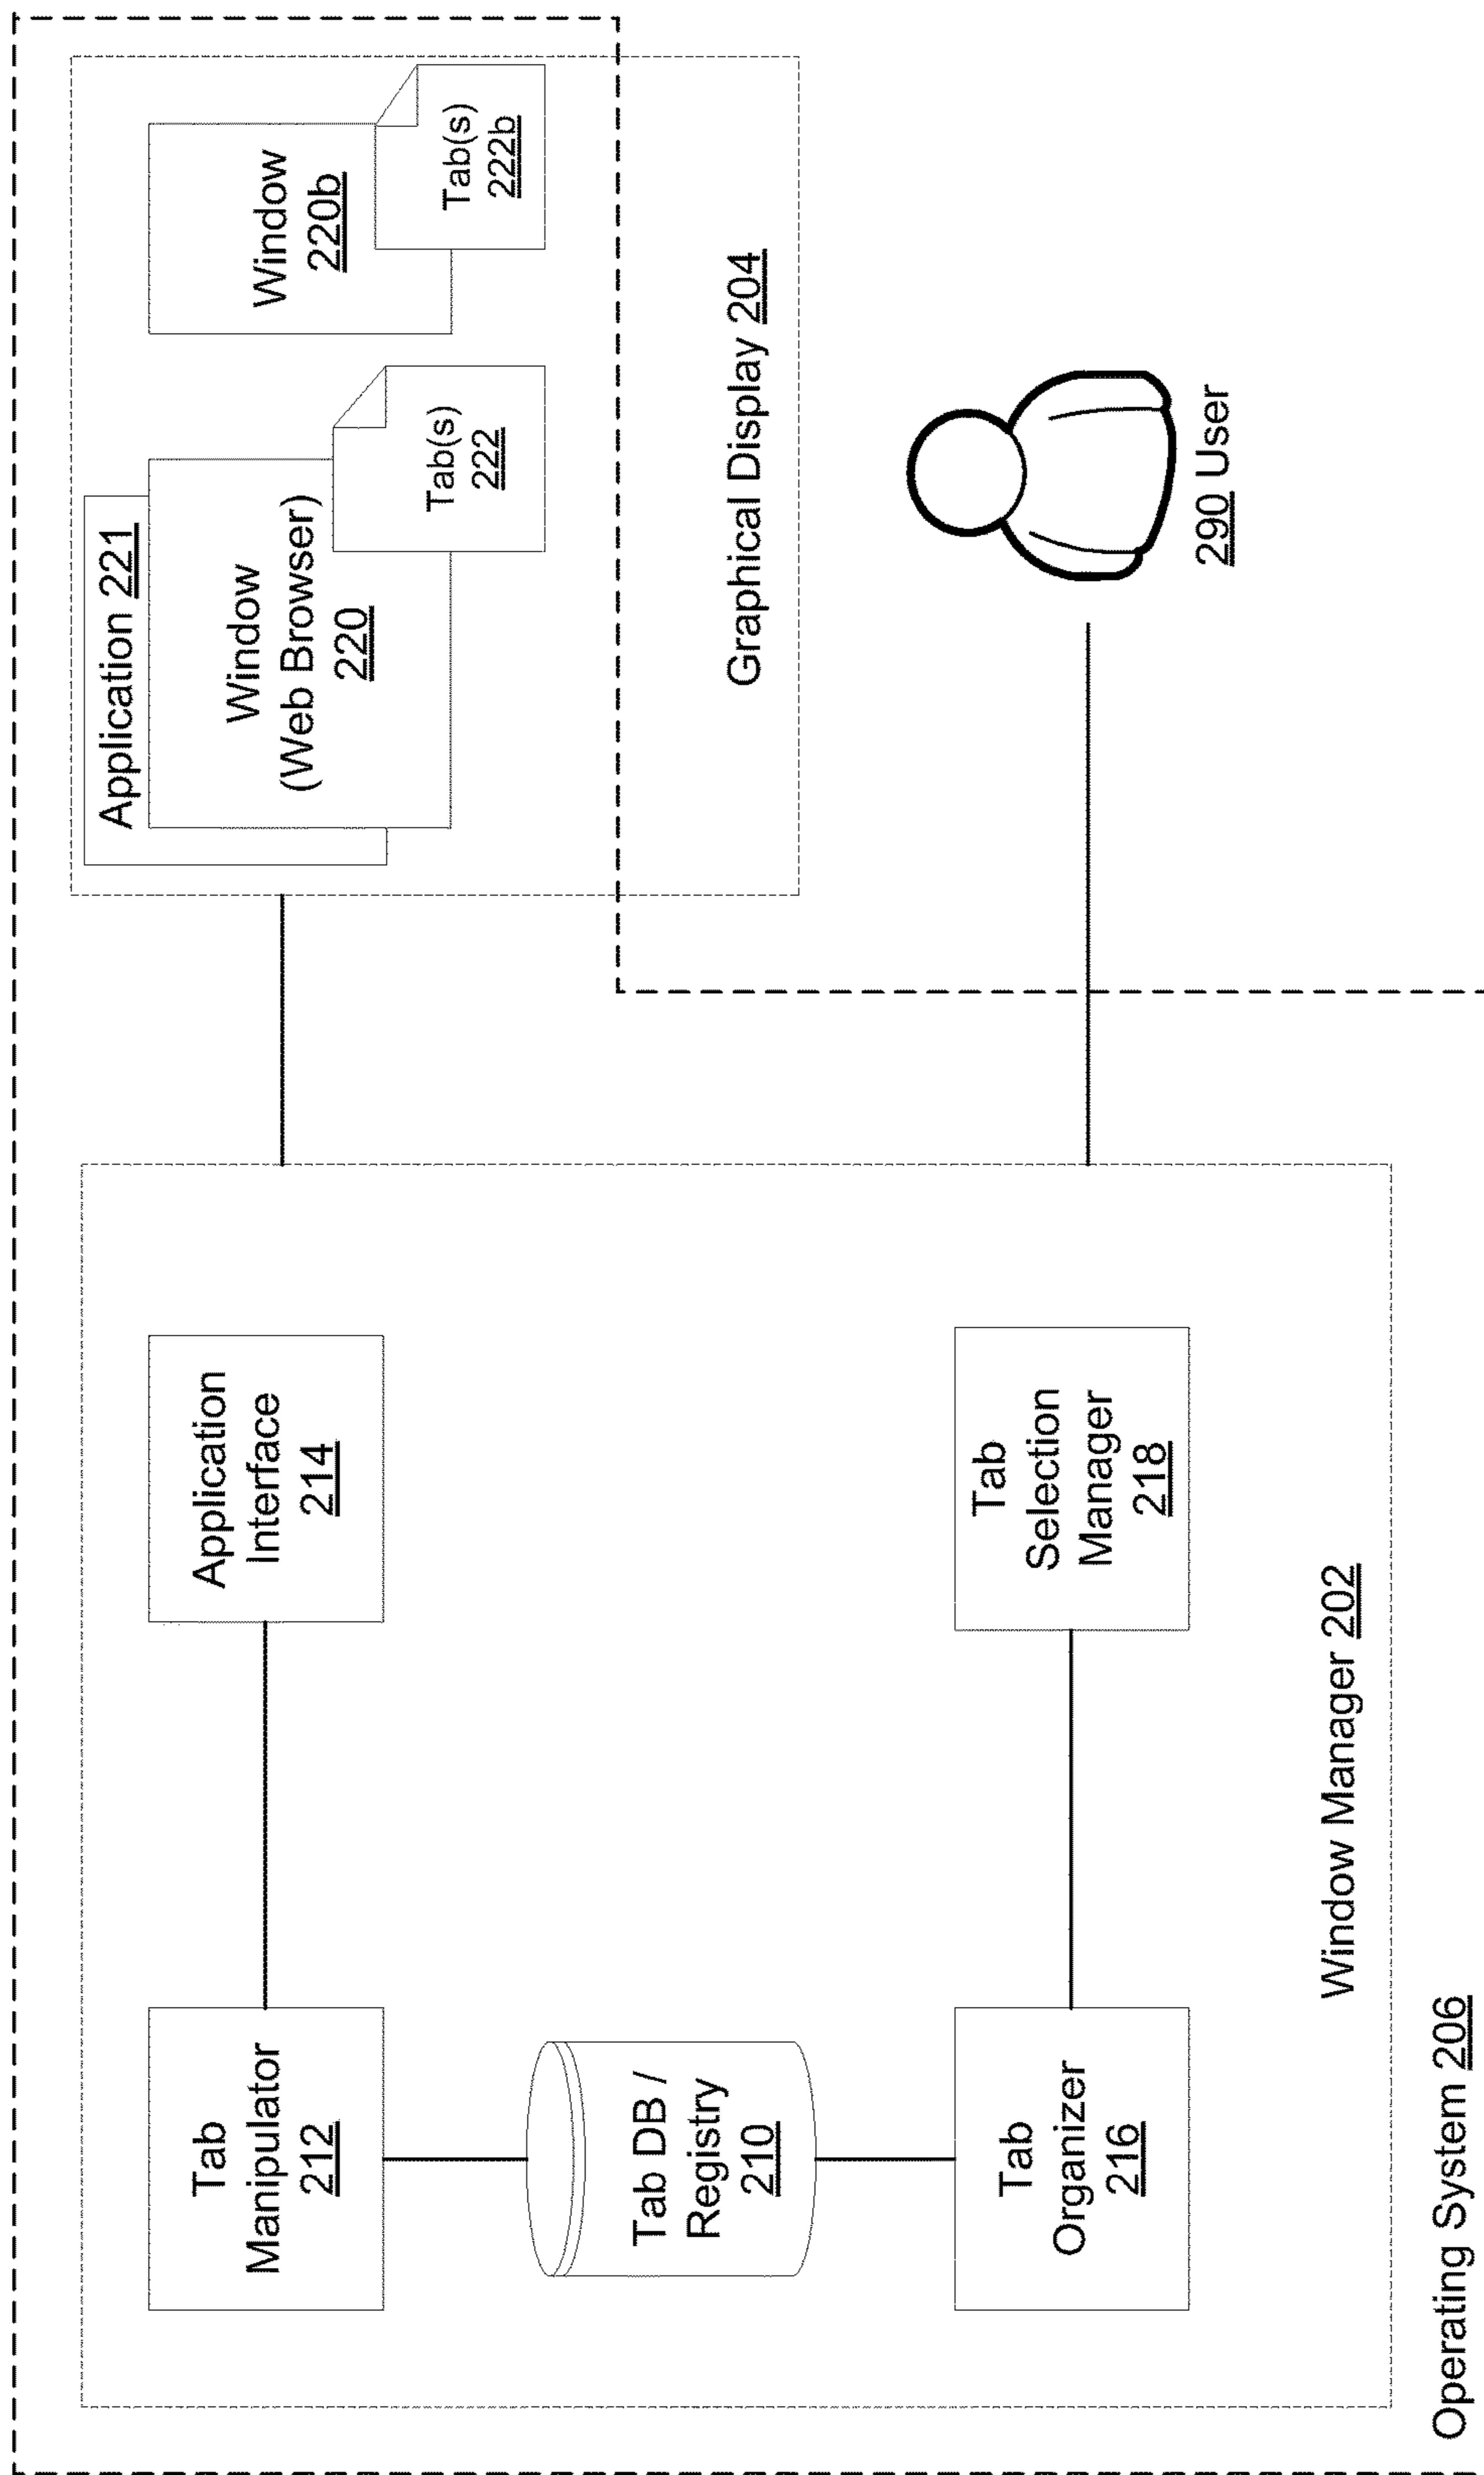 Tab
Manipulator
212
Application
Interface
214
Application 221
Window
(Web Browser)
220
Tab(s)
222
Window
220b
Tab(s)
222b
Graphical Display 204
Tab DB /
Registry
210
Tab
Organizer
216
Tab
Selection
Manager
218
290 User
Window Manager 202
Operating System 206